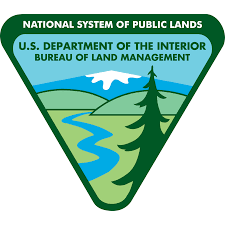 NATIONAL SYSTEM OF PUBLIC LANDS
U.S. DEPARTMENT OF THE INTERIOR
BUREAU OF LAND MANAGEMENT